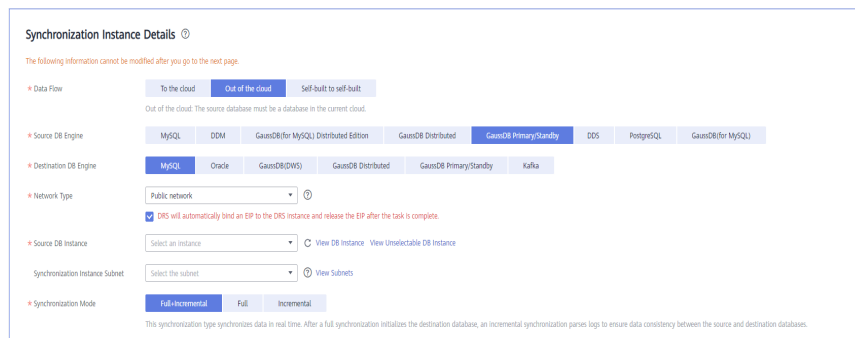 Synchronization Instance Details
The following information cannot be modified after you go to the next page.
* Data Flow To the cloud Out of the cloud Self-built to self-built
Out of the cloud: The source database must be a database in the current cloud.
* Source DB Engine MySQL DDM GaussDB(for MySQL) Distributed Edition GaussDB Distributed GaussDB Primary/Standby DDS PostgreSQL GaussDB(for MySQL)
* Destination DB Engine MySQL Oracle GaussDB(DWS) GaussDB Distributed GaussDB Primary/Standby Kafka
* Network Type Public network
DRS will automatically bind an EIP to the DRS instance and release the EIP after the task is complete.
* Source DB Instance Select an instance View DB Instance View Unselectable DB Instance
Synchronization Instance Subnet Select the subnet View Subnets
* Synchronization Mode Full+Incremental Full Incremental
This synchronization type synchronizes data in real time. After a full synchronization initializes the destination database, an incremental synchronization parses logs to ensure data consistency between the source and destination databases.